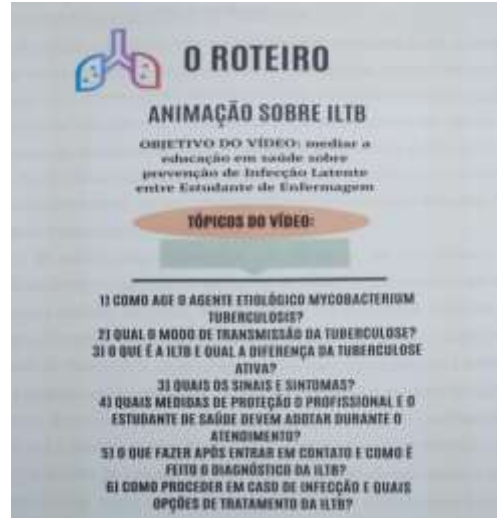 O ROTEIRO
ANIMAÇÃO SOBRE ILTB
OBJETIVO DO VÍDEO: mediar a
educação em saúde sobre
prevenção de Infecção Latente
entre Estudante de Enfermagem
TÓPICOS DO VÍDEO:
1) COMO AGE O AGENTE ETIOLÓGICO MYCOBACTERIUM
TUBERCULOSIS?
2) QUAL O MODO DE TRANSMISSÃO DA TUBERCULOSE?
3) O QUE É A ILTB E QUAL A DIFERENÇA DA TUBERCULOSE
ATIVA?
3) QUAIS OS SINAIS E SINTOMAS?
4) QUAIS MEDIDAS DE PROTEÇÃO O PROFISSIONAL E O
ESTUDANTE DE SAÚDE DEVEM ADOTAR DURANTE O
ATENDIMENTO?
5) O QUE FAZER APÓS ENTRAR EM CONTATO E COMO É
FEITO O DIAGNÓSTICO DA ILTB?
6) COMO PROCEDER EM CASO DE INFECÇÃO E QUAIS
OPÇÕES DE TRATAMENTO DA ILTB?